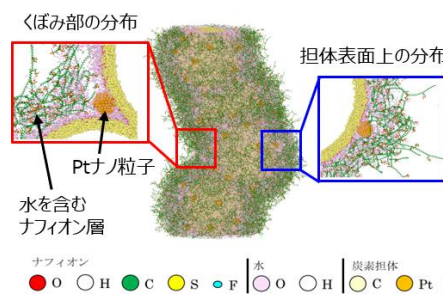 くぼみ部の分布
担体表面上の分布
Ptナノ粒子
水を含む
ナフィオン層
ナフィオン
O H C S F
水
O H
炭素担体
C Pt